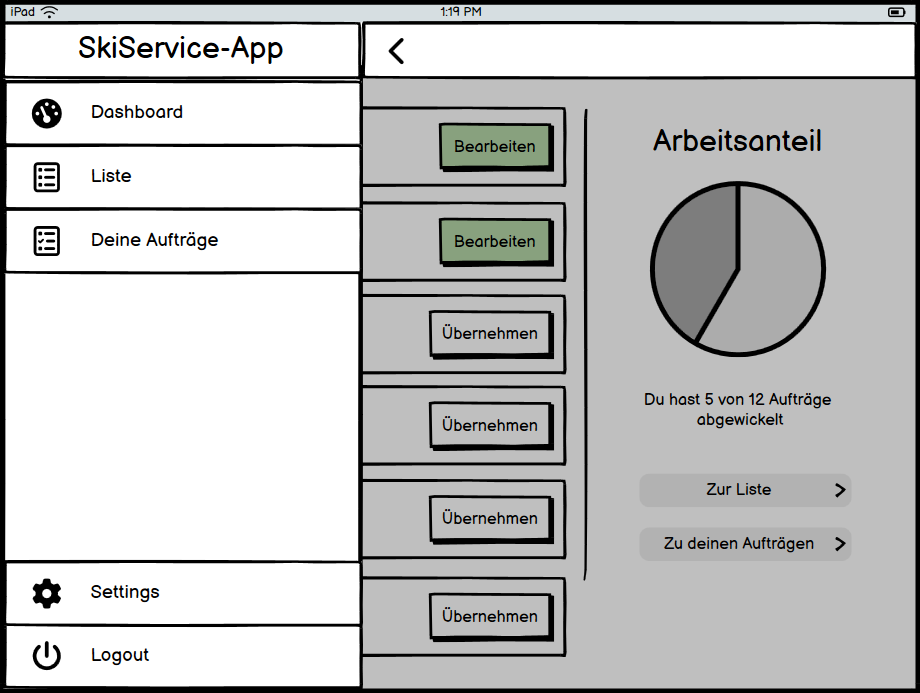 iPad
1:19 PM
SkiService-App
Dashboard
Liste
Deine Aufträge
Settings
Logout
Bearbeiten
Bearbeiten
Übernehmen
Übernehmen
Übernehmen
Übernehmen
Arbeitsanteil
Du hast 5 von 12 Aufträge
abgewickelt
Zur Liste
Zu deinen Aufträgen